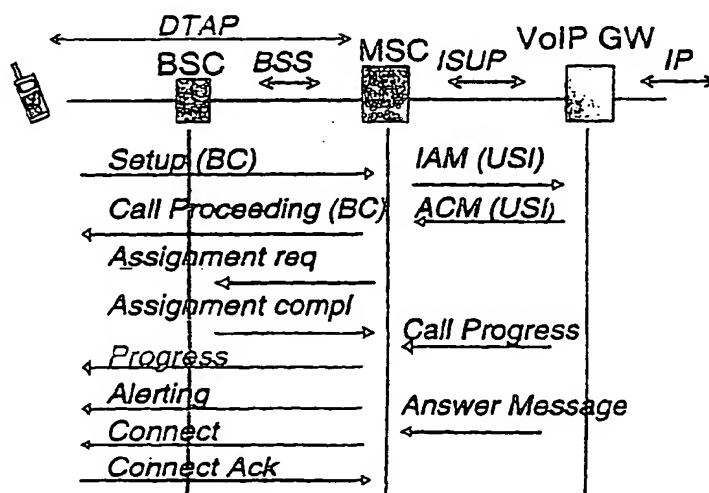 DTAP
BSC
BSS
MSC
ISUP
VoIP GW
IP
Setup (BC)
IAM (USI)
Call Proceeding (BC)
ACM (USI)
Assignment req
Assignment compl
Call Progress
Progress
Alerting
Answer Message
Connect
Connect Ack